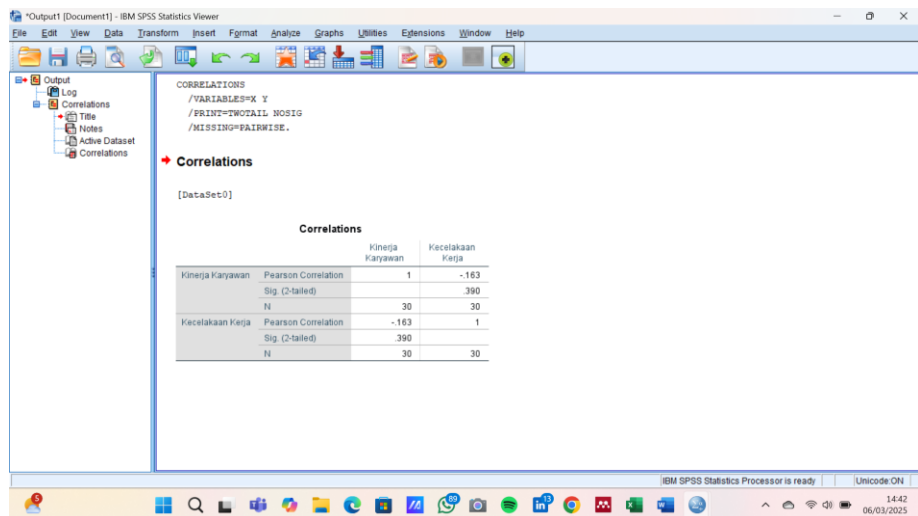 *Output1 [Document1] - IBM SPSS Statistics Viewer
File Edit View Data Transform Insert Format Analyze Graphs Utilities Extensions Window Help
Output
Log
Correlations
Title
Notes
Active Dataset
Correlations
CORRELATIONS
/VARIABLES=X Y
/PRINT=TWOTAIL NOSIG
/MISSING=PAIRWISE.
Correlations
[DataSet0]
Correlations
Kinerja Karyawan Kecelakaan Kerja
Kinerja Karyawan Pearson Correlation 1 -.163
Sig. (2-tailed) .390
N 30 30
Kecelakaan Kerja Pearson Correlation -.163 1
Sig. (2-tailed) .390
N 30 30
IBM SPSS Statistics Processor is ready Unicode:ON
5 89 13 14:42
06/03/2025